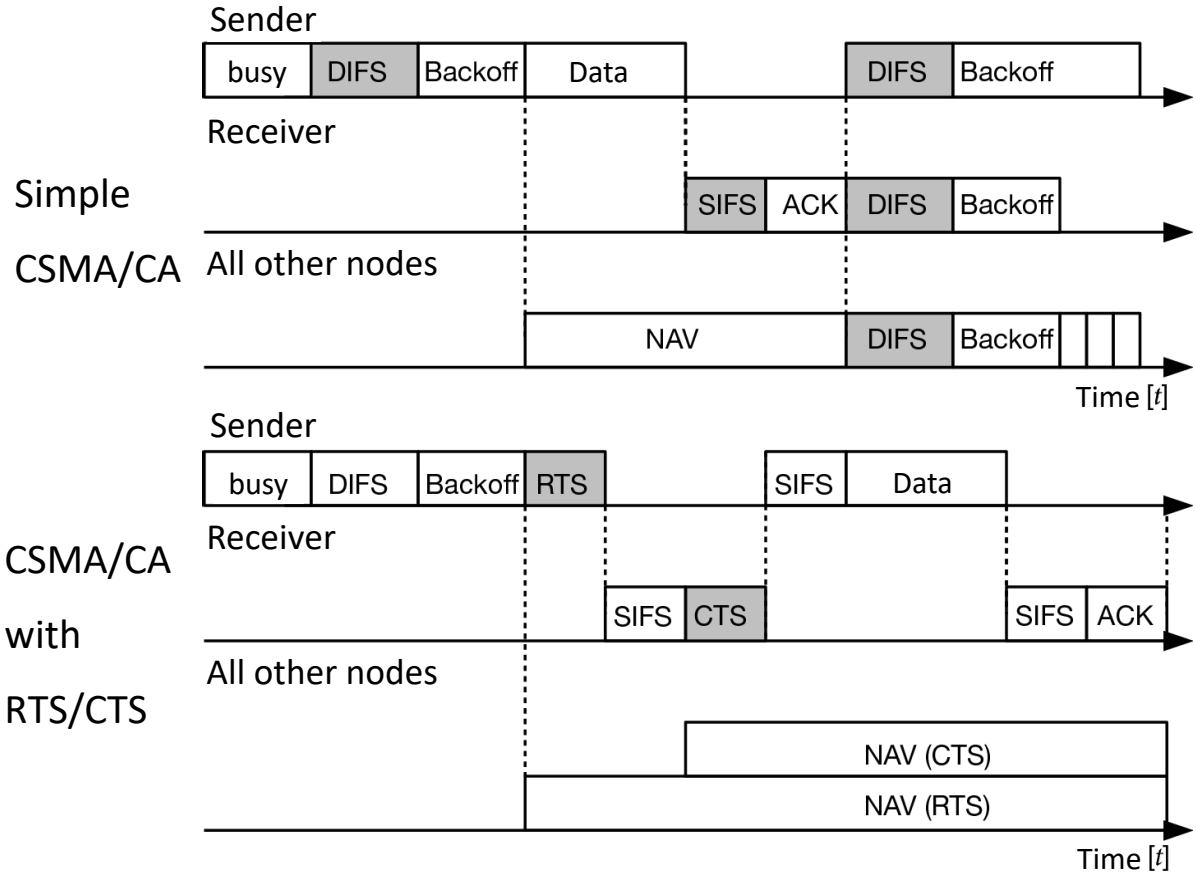 Sender
busy DIFS Backoff Data DIFS Backoff
Receiver
Simple
CSMA/CA
SIFS ACK DIFS Backoff
All other nodes
NAV DIFS Backoff
Time [t]
Sender
busy DIFS Backoff RTS SIFS Data
Receiver
CSMA/CA
with
RTS/CTS
SIFS CTS SIFS ACK
All other nodes
NAV (CTS)
NAV (RTS)
Time [t]